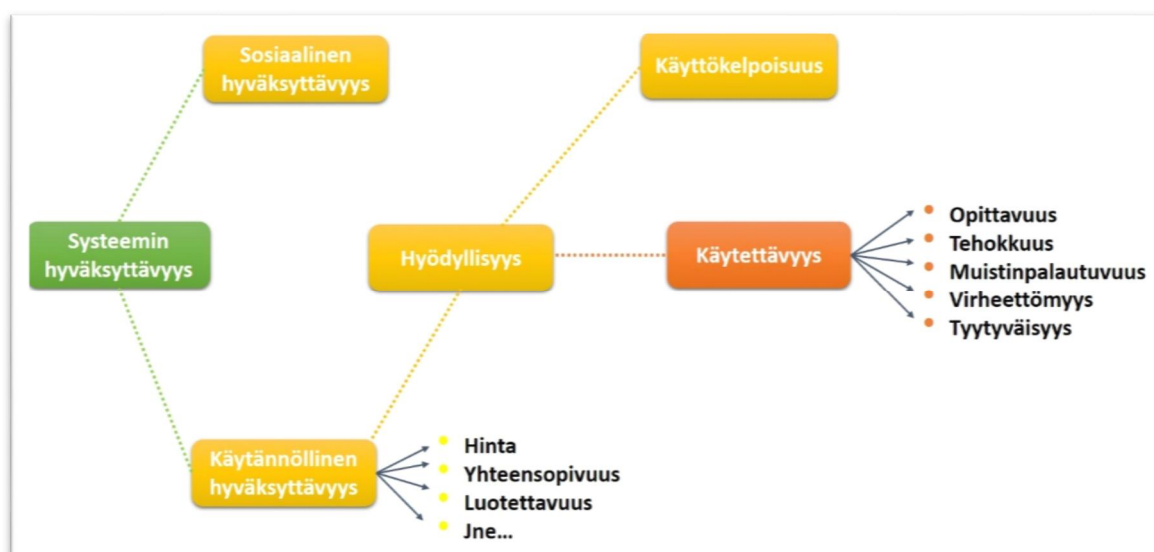 Sosiaalinen
hyväksyttävyys
Käyttökelpoisuus
Systeemin
hyväksyttävyys
Hyödyllisyys
Käytettävyys
Opittavuus
Tehokkuus
Muistinpalautuvuus
Virheettömyys
Tyytyväisyys
Käytännöllinen
hyväksyttävyys
Hinta
Yhteensopivuus
Luotettavuus
Jne...